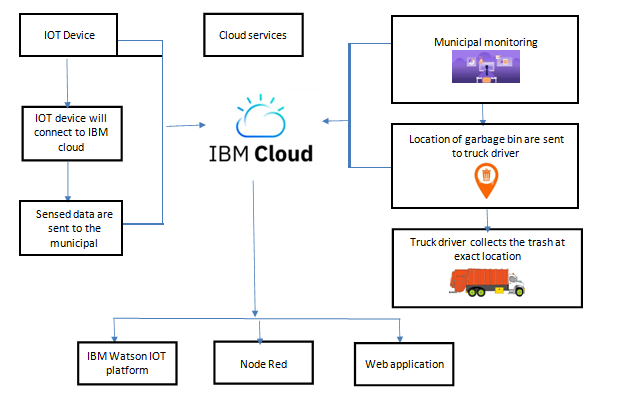 IOT Device
Cloud services
Municipal monitoring
IOT device will
connect to IBM
cloud
IBM Cloud
Location of garbage bin are sent
to truck driver
Sensed data are
sent to the
municipal
Truck driver collects the trash at
exact location
IBM Watson IOT
platform
Node Red
Web application